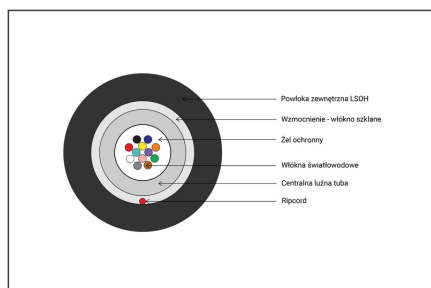 Powłoka zewnętrzna LSOH
Wzmocnienie - włókno szklane
Żel ochronny
Włókna światłowodowe
Centralna luźna tuba
Ripcord